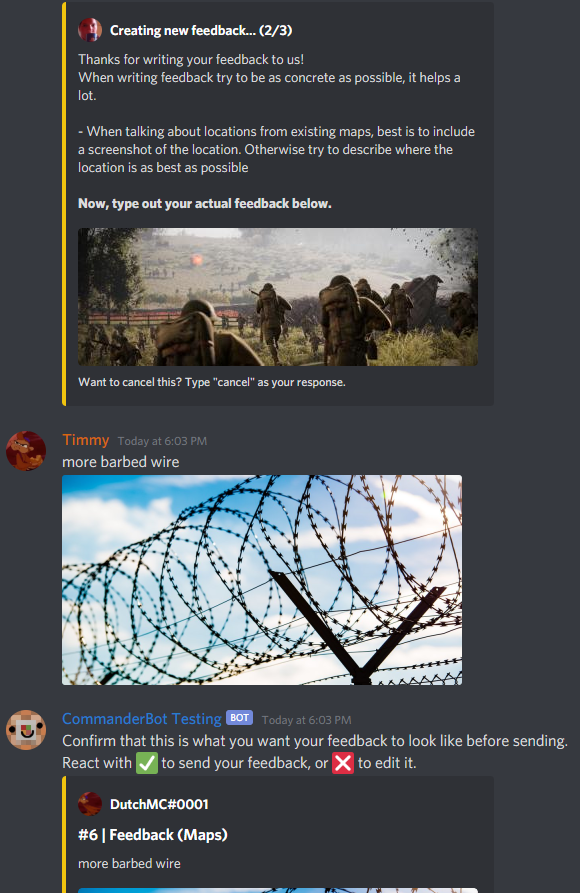 Creating new feedback... (2/3)
Thanks for writing your feedback to us!
When writing feedback try to be as concrete as possible, it helps a
lot.
- When talking about locations from existing maps, best is to include
a screenshot of the location. Otherwise try to describe where the
location is as best as possible
Now, type out your actual feedback below.
Want to cancel this? Type "cancel" as your response.
Timmy Today at 6:03 PM
more barbed wire
CommanderBot Testing BOT Today at 6:03 PM
Confirm that this is what you want your feedback to look like before sending.
React with ✅ to send your feedback, or ❌ to edit it.
DutchMC#0001
#6 | Feedback (Maps)
more barbed wire